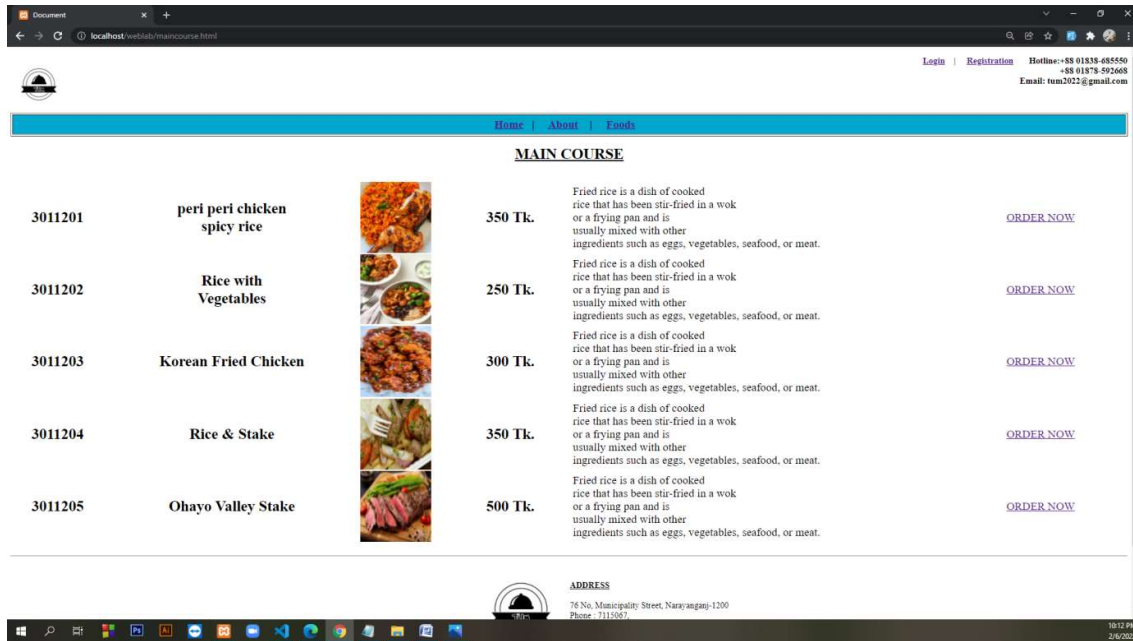 Document
localhost/weblab/maincourse.html
Login | Registration Hotline:+88 01838-685550
+88 01878-592668
Email: tum2022@gmail.com
Home | About | Foods
MAIN COURSE
3011201
peri peri chicken
spicy rice
350 Tk.
Fried rice is a dish of cooked
rice that has been stir-fried in a wok
or a frying pan and is
usually mixed with other
ingredients such as eggs, vegetables, seafood, or meat.
ORDER NOW
3011202
Rice with
Vegetables
250 Tk.
Fried rice is a dish of cooked
rice that has been stir-fried in a wok
or a frying pan and is
usually mixed with other
ingredients such as eggs, vegetables, seafood, or meat.
ORDER NOW
3011203
Korean Fried Chicken
300 Tk.
Fried rice is a dish of cooked
rice that has been stir-fried in a wok
or a frying pan and is
usually mixed with other
ingredients such as eggs, vegetables, seafood, or meat.
ORDER NOW
3011204
Rice & Stake
350 Tk.
Fried rice is a dish of cooked
rice that has been stir-fried in a wok
or a frying pan and is
usually mixed with other
ingredients such as eggs, vegetables, seafood, or meat.
ORDER NOW
3011205
Ohayo Valley Stake
500 Tk.
Fried rice is a dish of cooked
rice that has been stir-fried in a wok
or a frying pan and is
usually mixed with other
ingredients such as eggs, vegetables, seafood, or meat.
ORDER NOW
ADDRESS
76 No, Municipality Street, Narayanganj-1200
Phone : 7115067,
Ps
Ai
10:12 PM
2/6/202